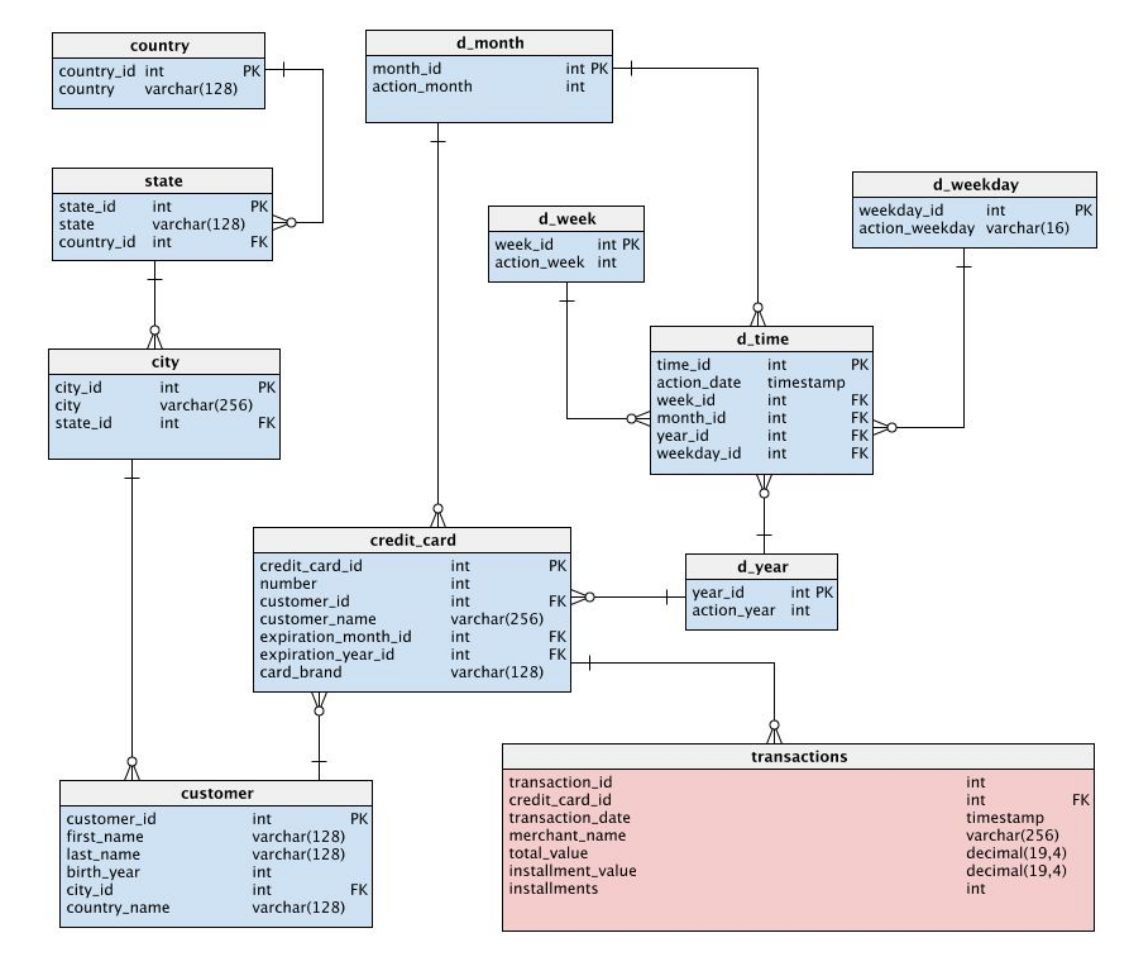 country
country_id int PK
country varchar(128)
d_month
month_id int PK
action_month int
state
state_id int PK
state varchar(128)
country_id int FK
d_week
week_id int PK
action_week int
d_weekday
weekday_id int PK
action_weekday varchar(16)
city
city_id int PK
city varchar(256)
state_id int FK
d_time
time_id int PK
action_date timestamp
week_id int FK
month_id int FK
year_id int FK
weekday_id int FK
credit_card
credit_card_id int PK
number int
customer_id int FK
customer_name varchar(256)
expiration_month_id int FK
expiration_year_id int FK
card_brand varchar(128)
d_year
year_id int PK
action_year int
customer
customer_id int PK
first_name varchar(128)
last_name varchar(128)
birth_year int
city_id int FK
country_name varchar(128)
transactions
transaction_id int
credit_card_id int FK
transaction_date timestamp
merchant_name varchar(256)
total_value decimal(19,4)
installment_value decimal(19,4)
installments int